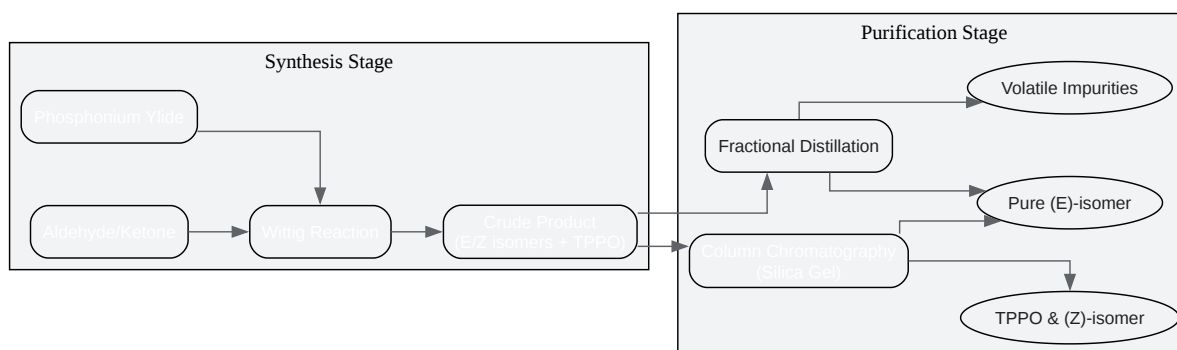 Synthesis Stage
Phosphonium Ylide
Aldehyde/Ketone
Wittig Reaction
Crude Product
(E/Z isomers + TPPO)
Purification Stage
Fractional Distillation
Column Chromatography
(Silica Gel)
Volatile Impurities
Pure (E)-isomer
TPPO & (Z)-isomer